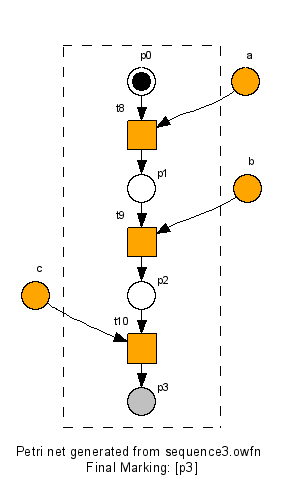 p0
a
t8
p1
b
t9
p2
c
t10
p3
Petri net generated from sequence3.owfn
Final Marking: [p3]